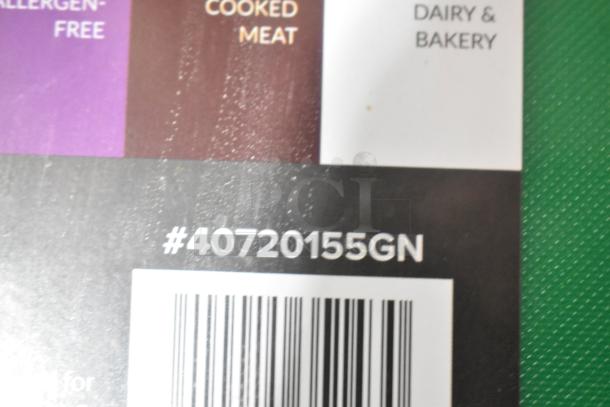 ALLERGEN-
FREE
COOKED
MEAT
DAIRY &
BAKERY
PCI
#40720155GN
for